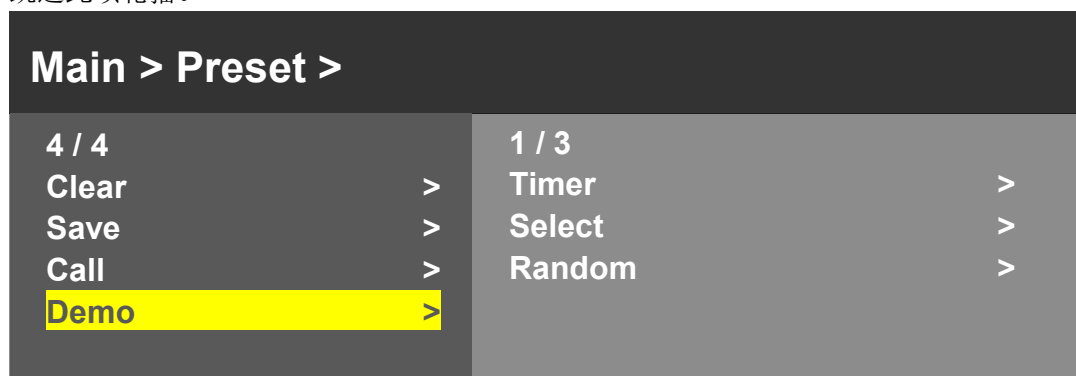 Main > Preset >
4 / 4
Clear >
Save >
Call >
Demo >
1 / 3
Timer >
Select >
Random >